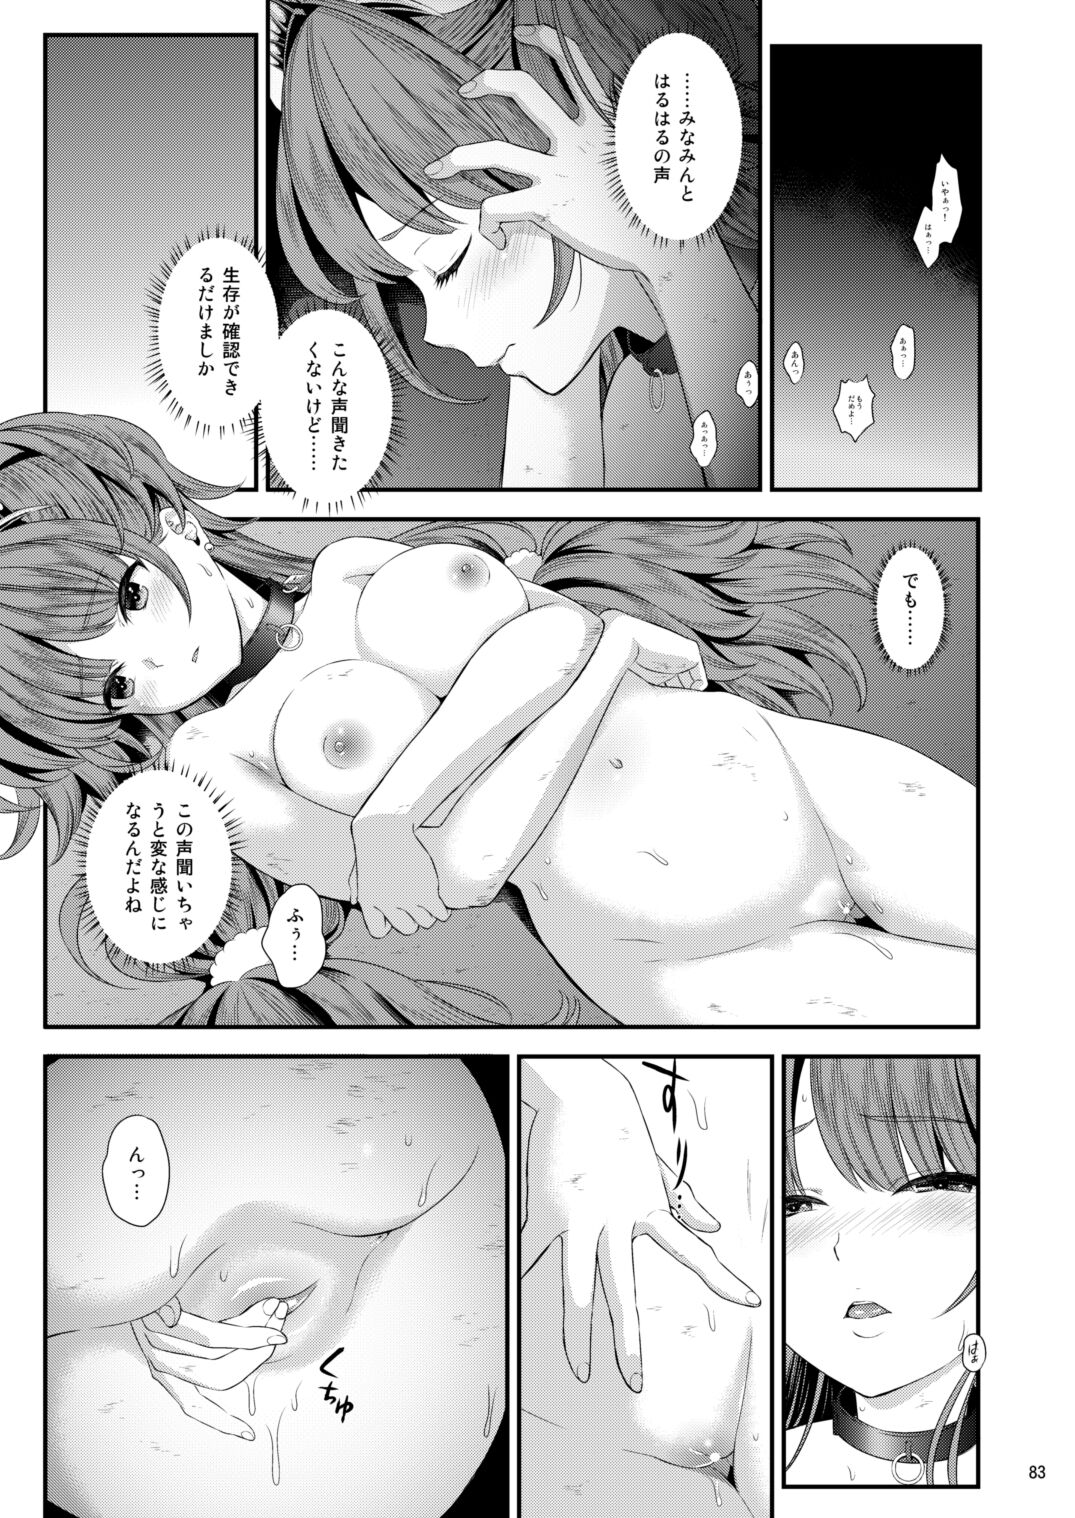 いやぁっ！
はぁっ…
あぁっ…
もう
だめよ…
あんっ
……みなみんと
はるはるの声
あぅっ
あっあっ…
こんな声聞きた
くないけど……
生存が確認でき
るだけましか
でも……
この声聞いちゃ
うと変な感じに
なるんだよね
ふぅ…
はぁ
す…
んっ…
くちゅ
83